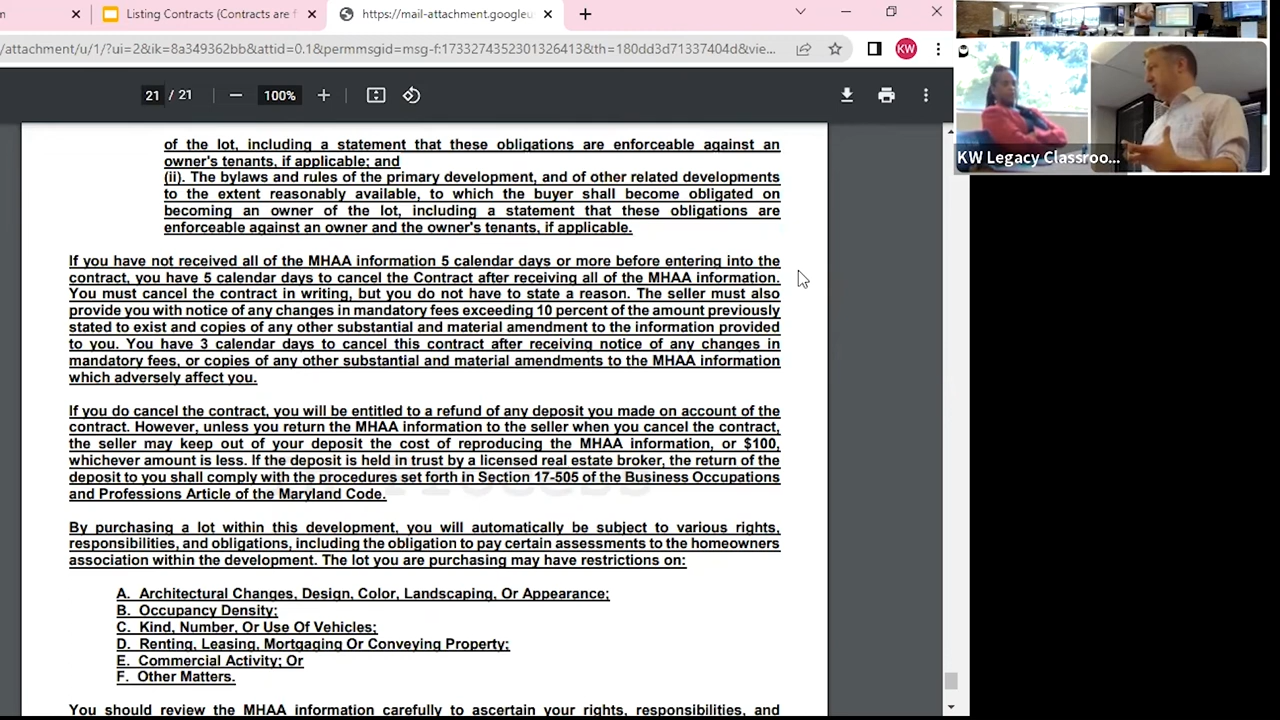 Listing Contracts (Contracts are f
https://mail-attachment.googleu
/attachment/u/1/?ui=2&ik=8a349362bb&attid=0.1&permmsgid=msg-f:1733274352301326413&th=180dd3d71337404d&vie...
KW
21 / 21
100%
KW Legacy Classroo...
of the lot, including a statement that these obligations are enforceable against an
owner's tenants, if applicable; and
(ii). The bylaws and rules of the primary development, and of other related developments
to the extent reasonably available, to which the buyer shall become obligated on
becoming an owner of the lot, including a statement that these obligations are
enforceable against an owner and the owner's tenants, if applicable.
If you have not received all of the MHAA information 5 calendar days or more before entering into the
contract, you have 5 calendar days to cancel the Contract after receiving all of the MHAA information.
You must cancel the contract in writing, but you do not have to state a reason. The seller must also
provide you with notice of any changes in mandatory fees exceeding 10 percent of the amount previously
stated to exist and copies of any other substantial and material amendment to the information provided
to you. You have 3 calendar days to cancel this contract after receiving notice of any changes in
mandatory fees, or copies of any other substantial and material amendments to the MHAA information
which adversely affect you.
If you do cancel the contract, you will be entitled to a refund of any deposit you made on account of the
contract. However, unless you return the MHAA information to the seller when you cancel the contract,
the seller may keep out of your deposit the cost of reproducing the MHAA information, or $100,
whichever amount is less. If the deposit is held in trust by a licensed real estate broker, the return of the
deposit to you shall comply with the procedures set forth in Section 17-505 of the Business Occupations
and Professions Article of the Maryland Code.
By purchasing a lot within this development, you will automatically be subject to various rights,
responsibilities, and obligations, including the obligation to pay certain assessments to the homeowners
association within the development. The lot you are purchasing may have restrictions on:
A. Architectural Changes, Design, Color, Landscaping, Or Appearance;
B. Occupancy Density;
C. Kind, Number, Or Use Of Vehicles;
D. Renting, Leasing, Mortgaging Or Conveying Property;
E. Commercial Activity; Or
F. Other Matters.
You should review the MHAA information carefully to ascertain your rights, responsibilities, and